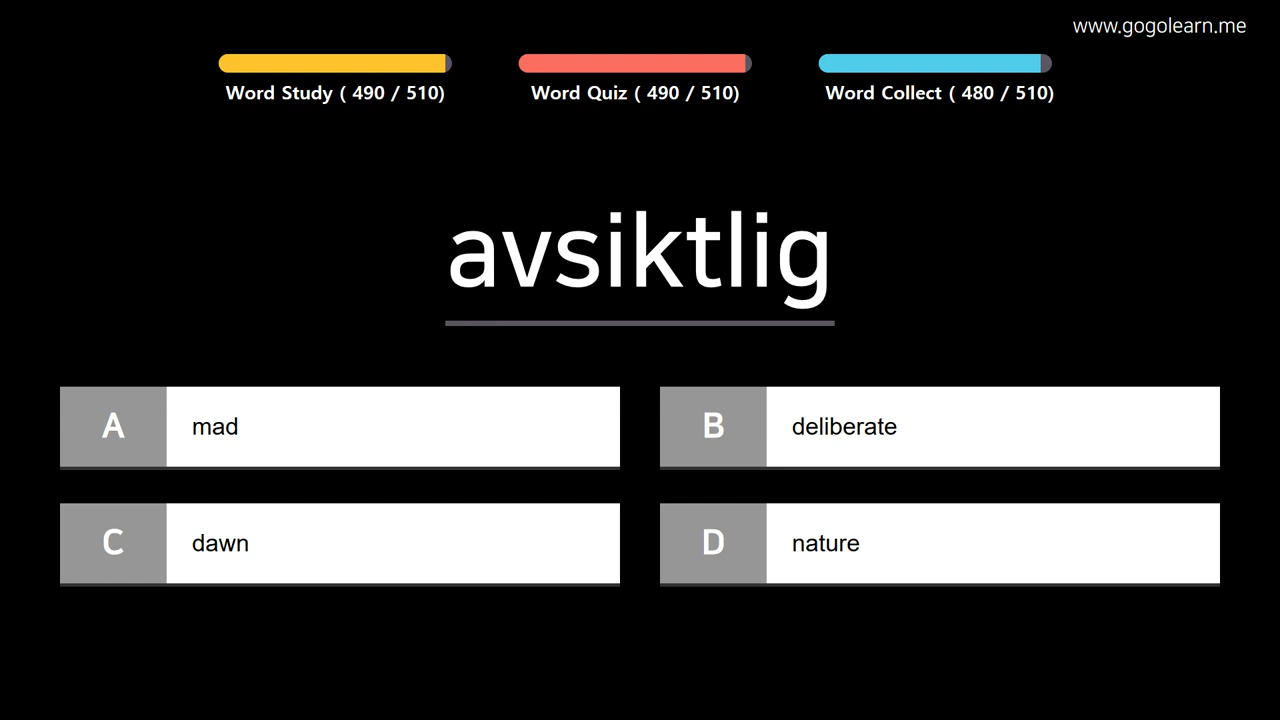 www.gogolearn.me
Word Study ( 490 / 510)
Word Quiz ( 490 / 510)
Word Collect ( 480 / 510)
avsiktlig
A mad
B deliberate
C dawn
D nature